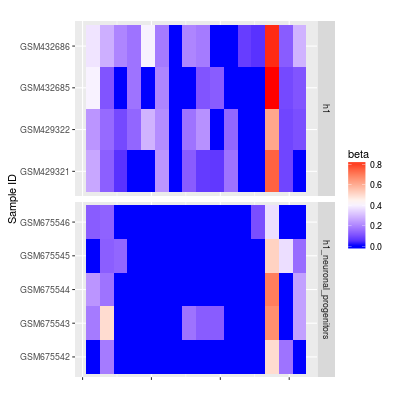 GSM432686
GSM432685
GSM429322
GSM429321
h1
GSM675546
GSM675545
GSM675544
GSM675543
GSM675542
h1_neuronal_progenitors
Sample ID
beta
0.8
0.6
0.4
0.2
0.0